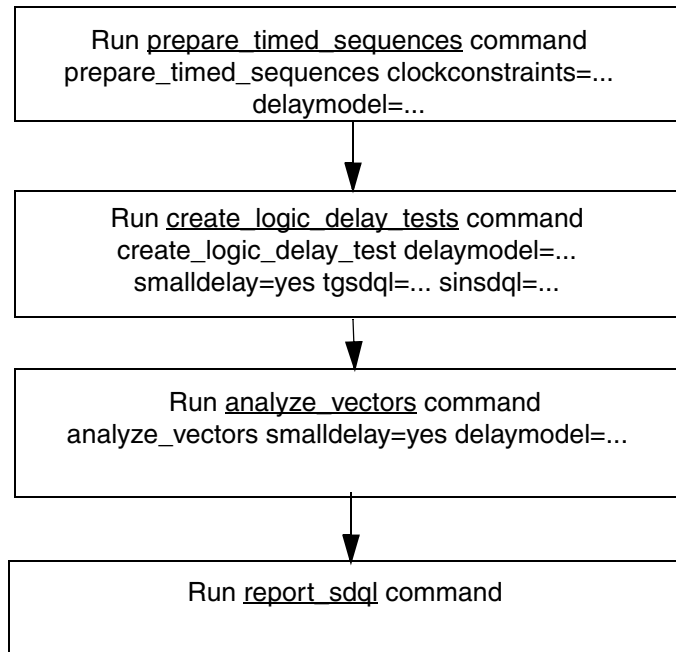 Run prepare_timed_sequences command
prepare_timed_sequences clockconstraints=...
delaymodel=...
Run create_logic_delay_tests command
create_logic_delay_test delaymodel=...
smalldelay=yes tgsdql=... sinsdql=...
Run analyze_vectors command
analyze_vectors smalldelay=yes delaymodel=...
Run report_sdql command